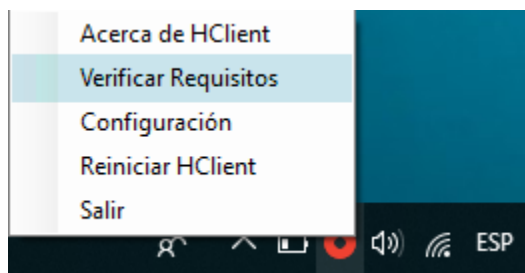 Acerca de HClient
Verificar Requisitos
Configuración
Reiniciar HClient
Salir
ESP